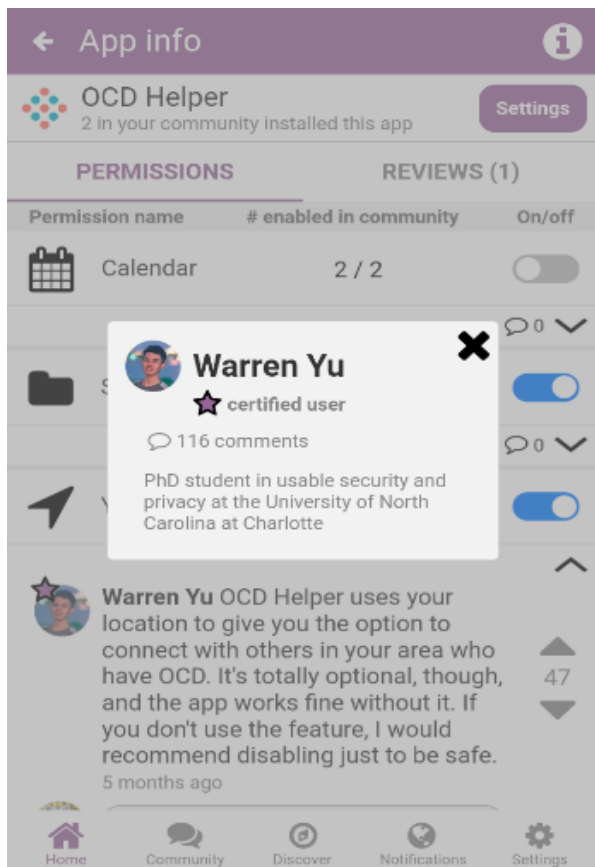 App info
OCD Helper
2 in your community installed this app
Settings
PERMISSIONS
REVIEWS (1)
Permission name
# enabled in community
On/off
Calendar
2 / 2
0
Warren Yu
certified user
116 comments
PhD student in usable security and
privacy at the University of North
Carolina at Charlotte
0
Warren Yu OCD Helper uses your
location to give you the option to
connect with others in your area who
have OCD. It's totally optional, though,
and the app works fine without it. If
you don't use the feature, I would
recommend disabling just to be safe.
47
5 months ago
Home
Community
Discover
Notifications
Settings